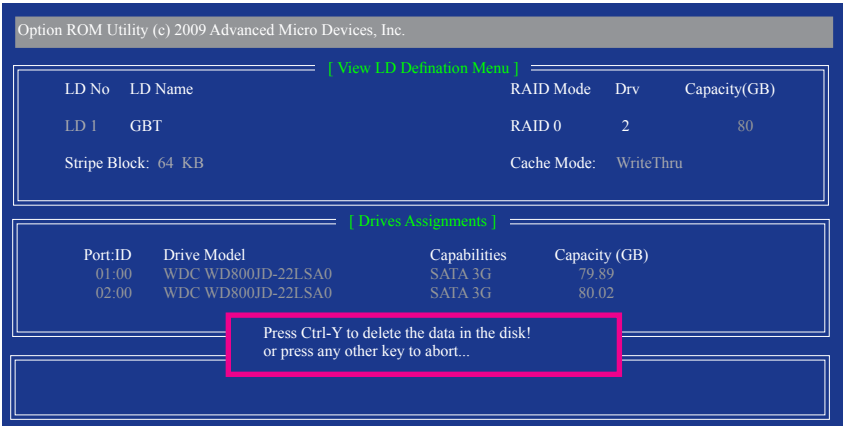 Option ROM Utility (c) 2009 Advanced Micro Devices, Inc.
[ View LD Defination Menu ]
LD No LD Name RAID Mode Drv Capacity(GB)
LD 1 GBT RAID 0 2 80
Stripe Block: 64 KB Cache Mode: WriteThru
[ Drives Assignments ]
Port:ID Drive Model Capabilities Capacity (GB)
01:00 WDC WD800JD-22LSA0 SATA 3G 79.89
02:00 WDC WD800JD-22LSA0 SATA 3G 80.02
Press Ctrl-Y to delete the data in the disk!
or press any other key to abort...